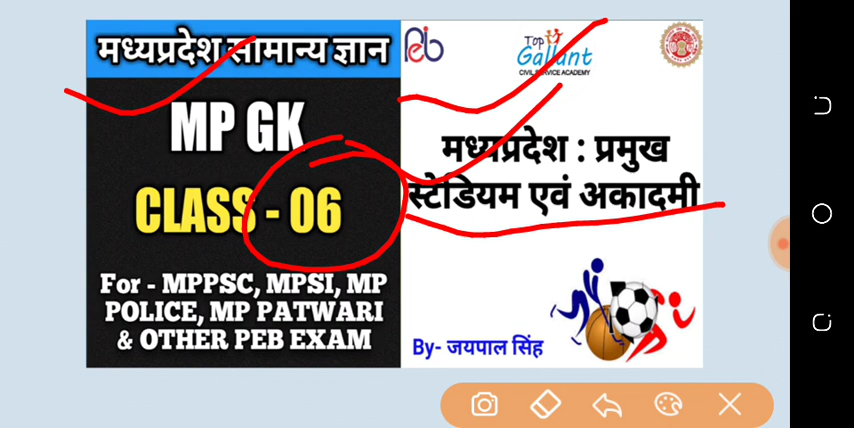 मध्यप्रदेश सामान्य ज्ञान
MP GK
CLASS - 06
For - MPPSC, MPSI, MP
POLICE, MP PATWARI
& OTHER PEB EXAM
Peb
Top
Gallant
CIVIL SERVICE ACADEMY
मध्यप्रदेश : प्रमुख
स्टेडियम एवं अकादमी
By- जयपाल सिंह